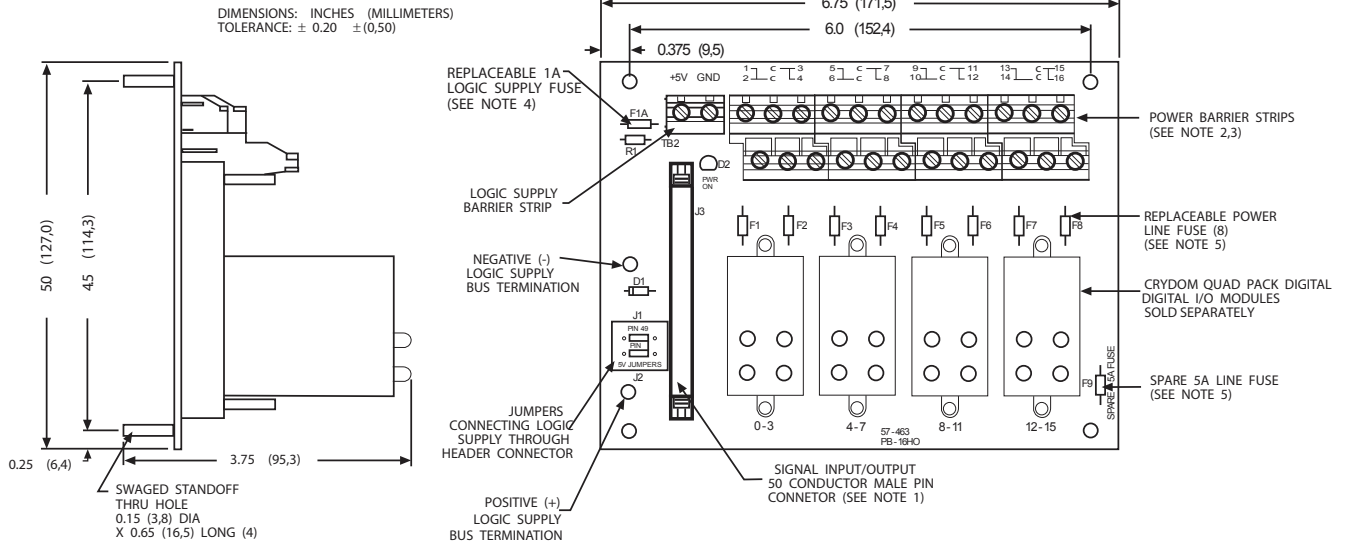 DIMENSIONS: INCHES (MILLIMETERS)
TOLERANCE: ± 0.20 ±(0,50)
6.75 (171,5)
6.0 (152,4)
0.375 (9,5)
REPLACEABLE 1A
LOGIC SUPPLY FUSE
(SEE NOTE 4)
+5V GND
1 C 3 5 C 7 9 C 11 13 C 15
2 C 4 6 C 8 10 C 12 14 C 16
F1A
R1
TB2
D2
PWR
ON
J3
POWER BARRIER STRIPS
(SEE NOTE 2,3)
LOGIC SUPPLY
BARRIER STRIP
F1 F2 F3 F4 F5 F6 F7 F8
REPLACEABLE POWER
LINE FUSE (8)
(SEE NOTE 5)
NEGATIVE (-)
LOGIC SUPPLY
BUS TERMINATION
D1
J1
PIN 49
PIN
5V JUMPERS
J2
CRYDOM QUAD PACK DIGITAL
DIGITAL I/O MODULES
SOLD SEPARATELY
F9
SPARE 5A FUSE
SPARE 5A LINE FUSE
(SEE NOTE 5)
JUMPERS
CONNECTING LOGIC
SUPPLY THROUGH
HEADER CONNECTOR
0-3 4-7 8-11 12-15
57-463
PB-16HO
SIGNAL INPUT/OUTPUT
50 CONDUCTOR MALE PIN
CONNETOR (SEE NOTE 1)
POSITIVE (+)
LOGIC SUPPLY
BUS TERMINATION
5.0 (127,0)
4.5 (114,3)
0.25 (6,4)
3.75 (95,3)
SWAGED STANDOFF
THRU HOLE
0.15 (3,8) DIA
X 0.65 (16,5) LONG (4)